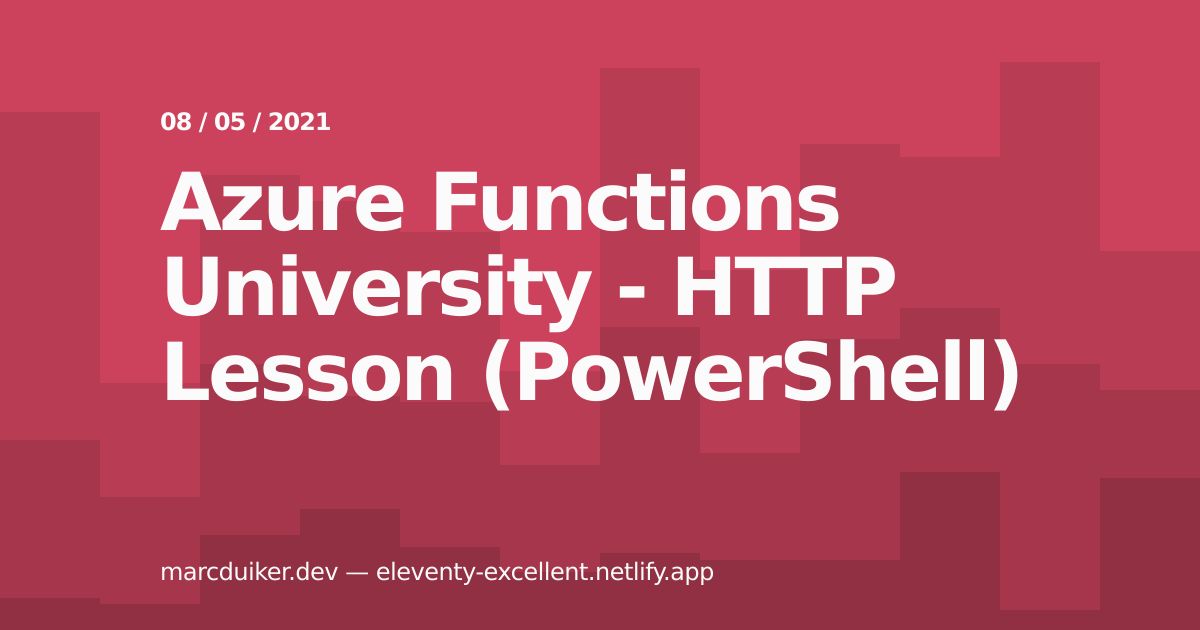 08 / 05 / 2021
Azure Functions
University - HTTP
Lesson (PowerShell)
marcduiker.dev — eleventy-excellent.netlify.app